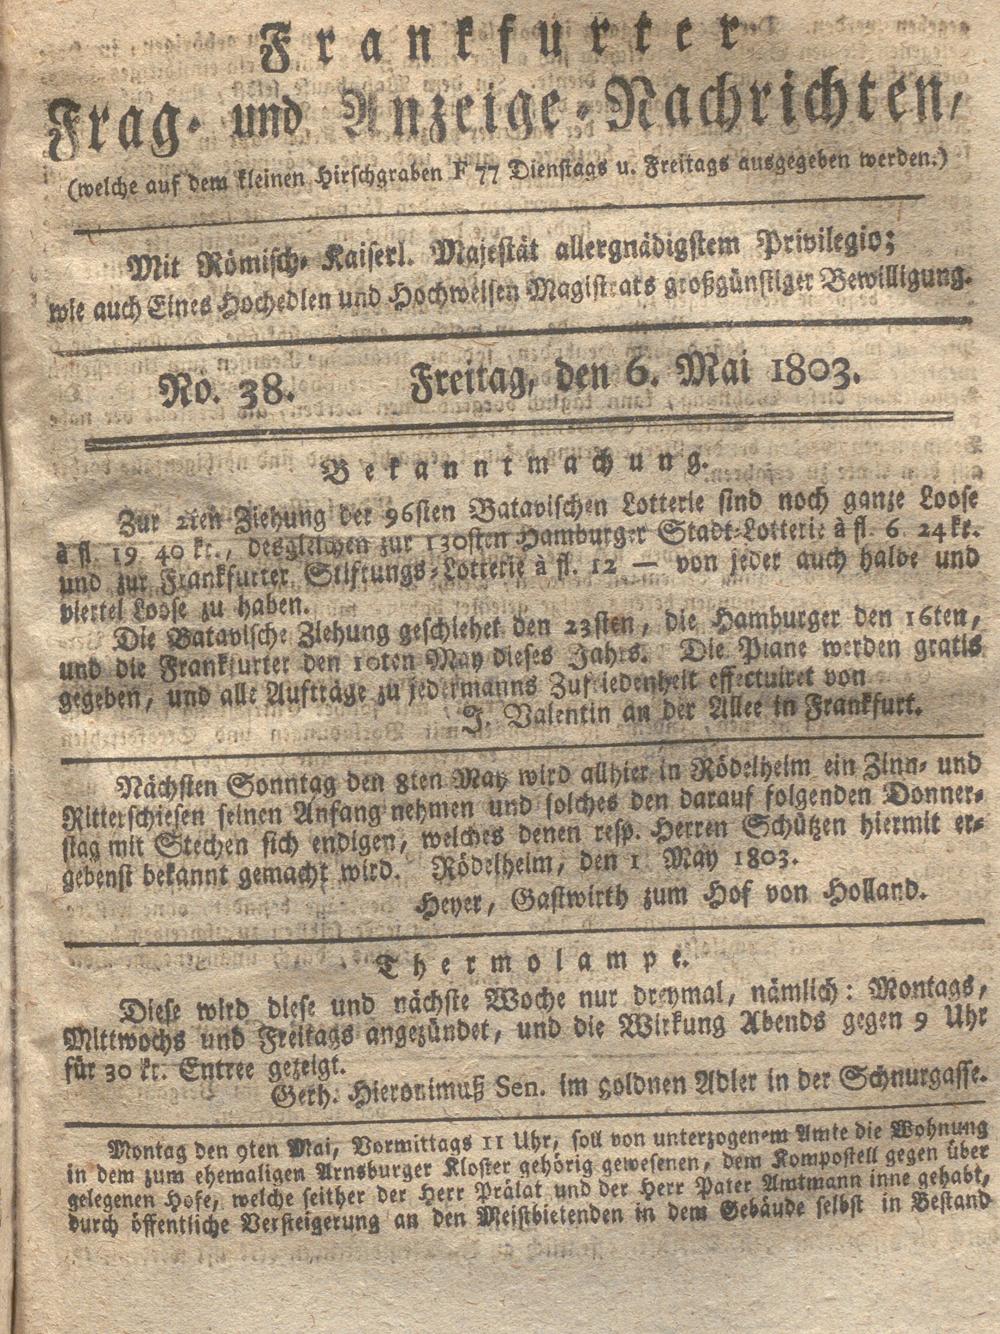 Frankfurter
Frag- und Anzeige-Nachrichten,
(welche auf dem kleinen Hirschgraben F 77 Dienstags u. Freitags ausgegeben werden.)
Mit Römisch- Kaiserl. Majestät allergnädigstem Privilegio;
wie auch Eines Hochedlen und Hochweisen Magistrats großgünstiger Bewilligung.
No. 38. Freitag, den 6. Mai 1803.
Bekanntmachung.
Zur 2ten Ziehung der 96sten Batavischen Lotterie sind noch ganze Loose
à fl. 19 40 kr., desgleichen zur 130sten Hamburger Stadt-Lotterie à fl. 6 24 kr.
und zur Frankfurter Stiftungs-Lotterie à fl. 12 — von jeder auch halbe und
viertel Loose zu haben.
Die Batavische Ziehung geschiehet den 23sten, die Hamburger den 16ten,
und die Frankfurter den 10ten May dieses Jahrs. Die Plane werden gratis
gegeben, und alle Aufträge zu jedermanns Zufriedenheit effectuiret von
J. Valentin an der Allee in Frankfurt.
Nächsten Sonntag den 8ten May wird allhier in Rödelheim ein Zinn- und
Ritterschiesen seinen Anfang nehmen und solches den darauf folgenden Donner-
stag mit Stechen sich endigen, welches denen resp. Herren Schützen hiermit er-
gebenst bekannt gemacht wird. Rödelheim, den 1 May 1803.
Heyer, Gastwirth zum Hof von Holland.
Thermolampe.
Diese wird diese und nächste Woche nur dreymal, nämlich: Montags,
Mittwochs und Freitags angezündet, und die Wirkung Abends gegen 9 Uhr
für 30 kr. Entree gezeigt.
Gerh. Hieronimuß Sen. im goldnen Adler in der Schnurgasse.
Montag den 9ten Mai, Vormittags 11 Uhr, soll von unterzogenem Amte die Wohnung
in dem zum ehemaligen Arnsburger Kloster gehörig gewesenen, dem Kompostell gegen über
gelegenen Hofe, welche seither der Herr Prälat und der Herr Pater Amtmann inne gehabt,
durch öffentliche Versteigerung an den Meistbietenden in dem Gebäude selbst in Bestand